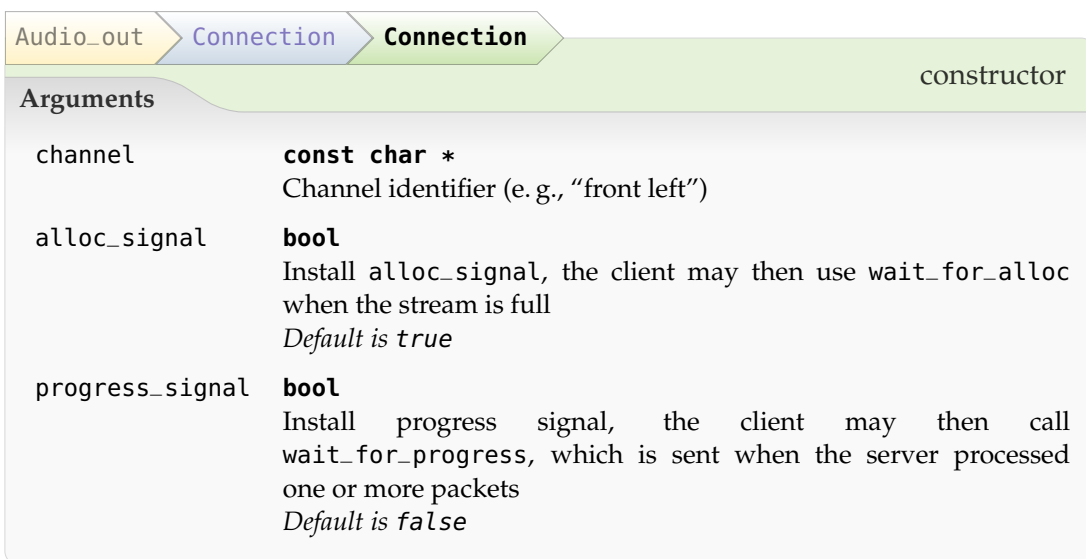 Audio_out Connection Connection
constructor
Arguments
channel const char *
Channel identifier (e. g., “front left”)
alloc_signal bool
Install alloc_signal, the client may then use wait_for_alloc
when the stream is full
Default is true
progress_signal bool
Install progress signal, the client may then call
wait_for_progress, which is sent when the server processed
one or more packets
Default is false